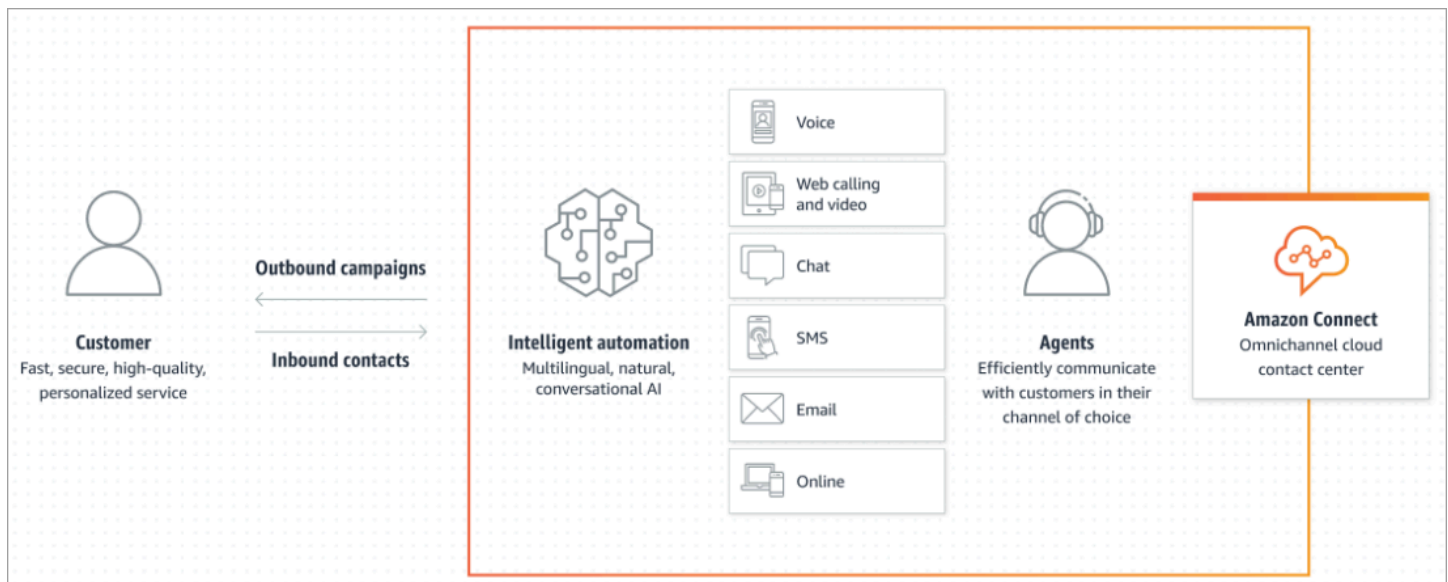 Customer
Fast, secure, high-quality,
personalized service
Outbound campaigns
Inbound contacts
Intelligent automation
Multilingual, natural,
conversational AI
Voice
Web calling
and video
Chat
SMS
Email
Online
Agents
Efficiently communicate
with customers in their
channel of choice
Amazon Connect
Omnichannel cloud
contact center